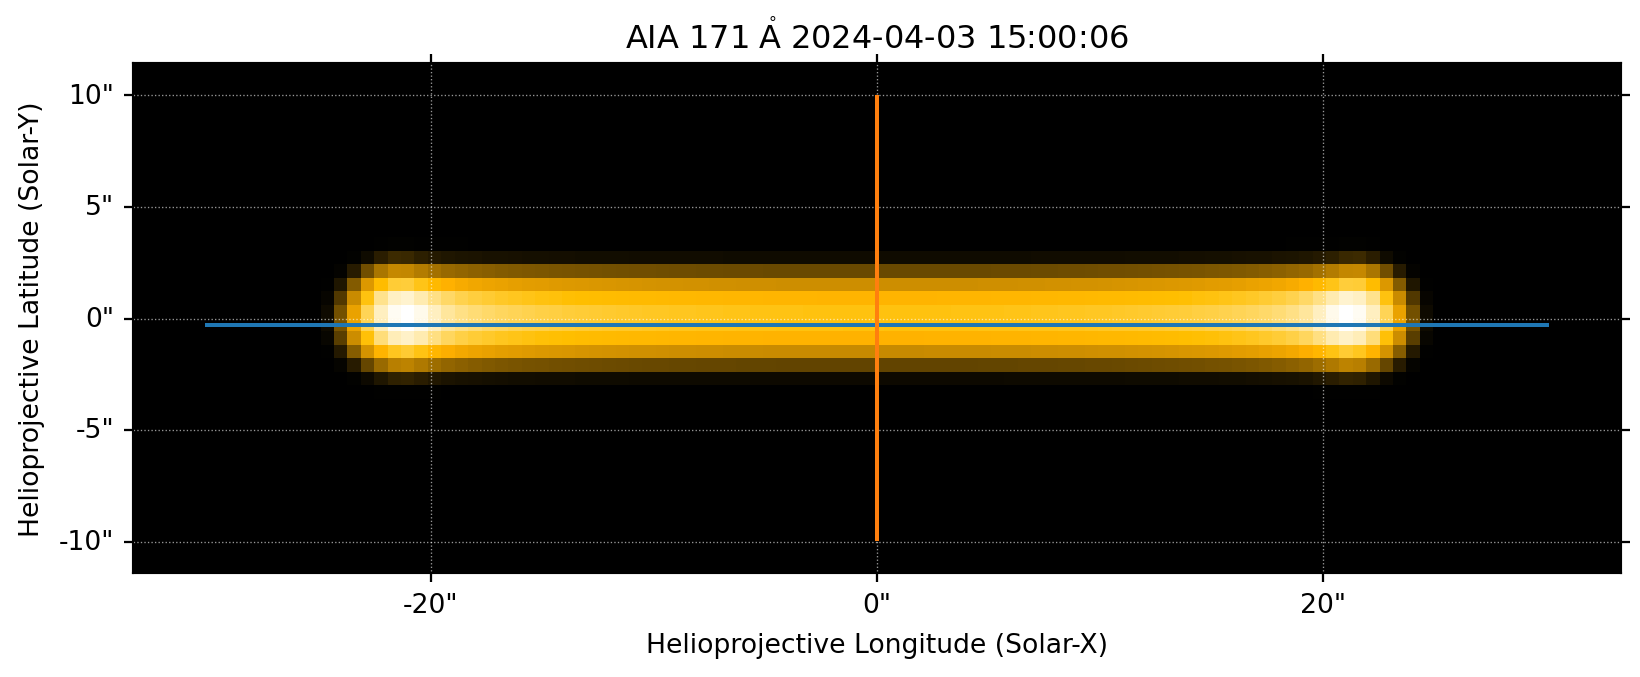 AIA 171 Å 2024-04-03 15:00:06
Helioprojective Latitude (Solar-Y)
10"
5"
0"
-5"
-10"
-20"
0"
20"
Helioprojective Longitude (Solar-X)